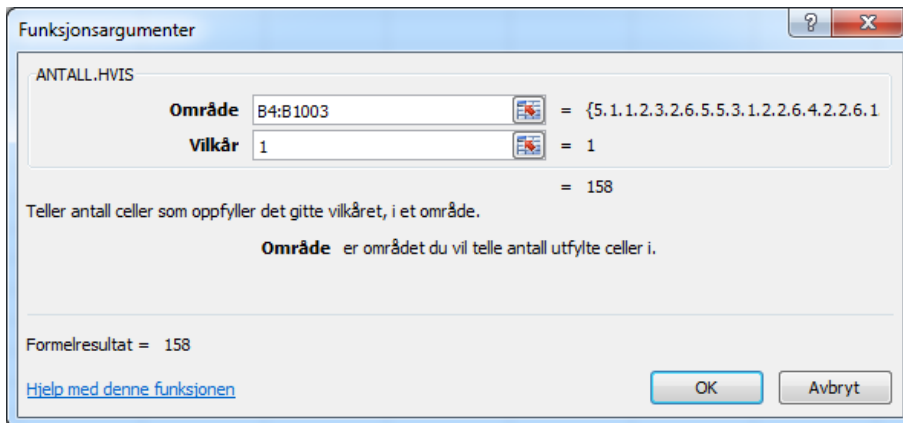 Funksjonsargumenter
ANTALL.HVIS
Område B4:B1003 = {5.1.1.2.3.2.6.5.5.3.1.2.2.6.4.2.2.6.1.
Vilkår 1 = 1
= 158
Teller antall celler som oppfyller det gitte vilkåret, i et område.
Område er området du vil telle antall utfylte celler i.
Formelresultat = 158
Hjelp med denne funksjonen OK Avbryt